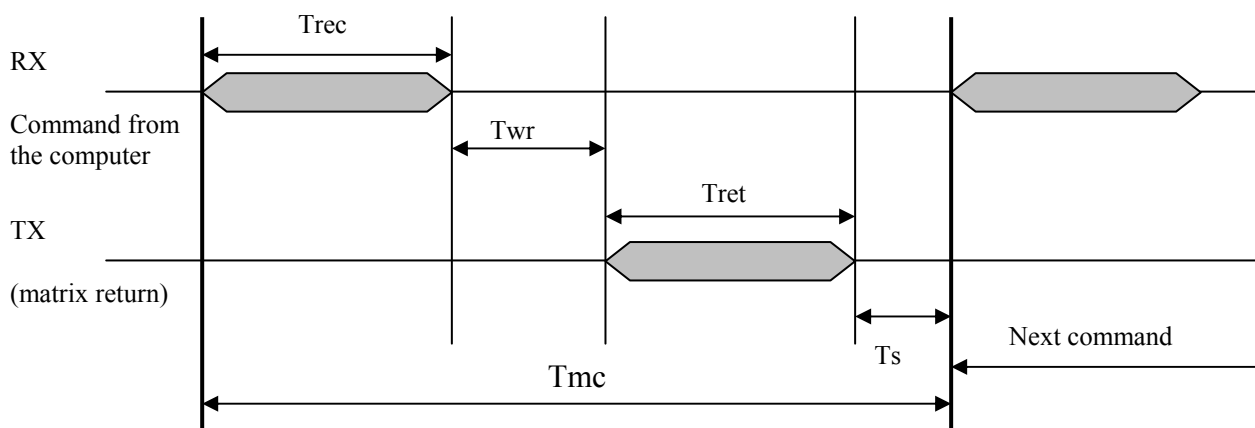 Trec
RX
Command from
the computer
Twr
Tret
TX
(matrix return)
Ts
Next command
Tmc